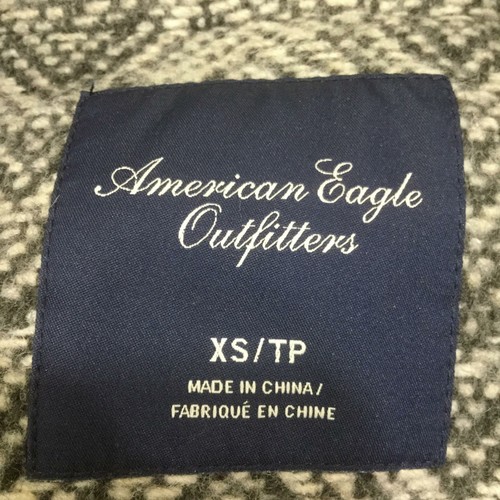 American Eagle
Outfitters
XS/TP
MADE IN CHINA/
FABRIQUÉ EN CHINE